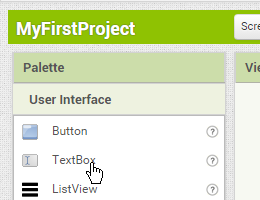 MyFirstProject
Scre
Palette
Vie
User Interface
Button
?
TextBox
?
ListView
?